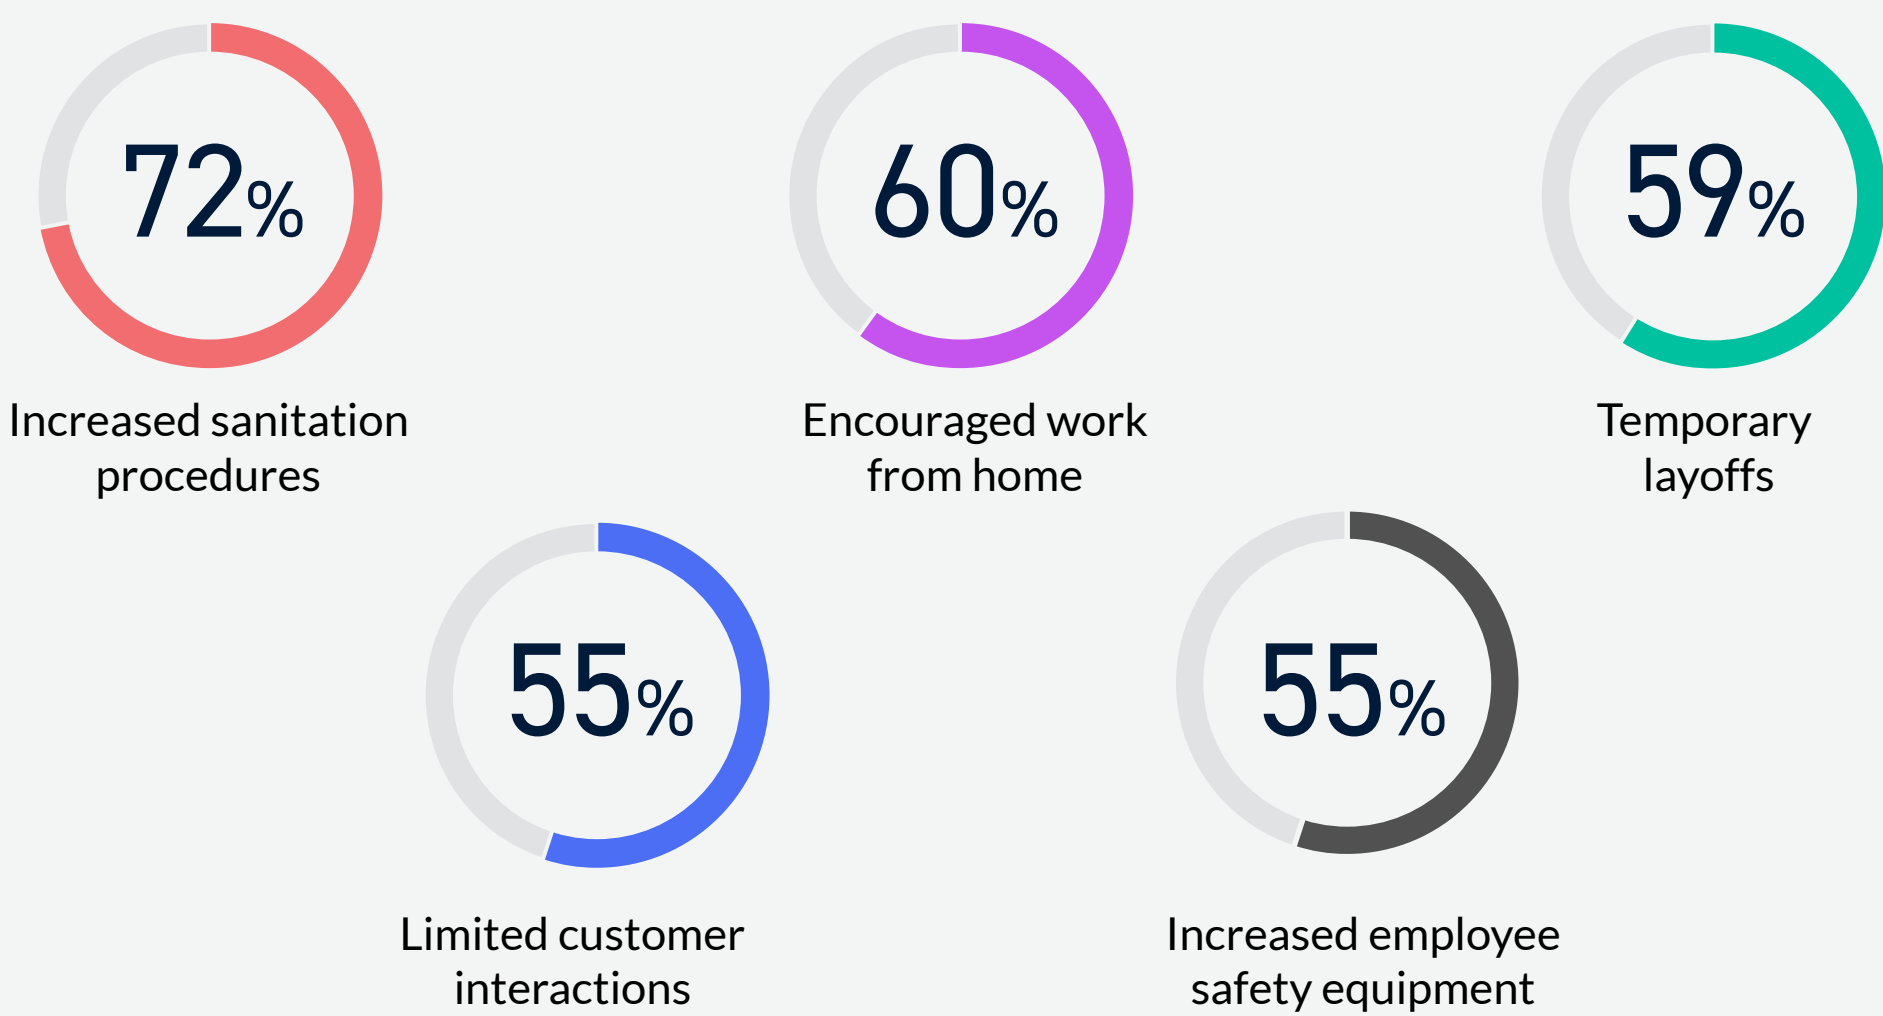 72%
Increased sanitation
procedures
60%
Encouraged work
from home
59%
Temporary
layoffs
55%
Limited customer
interactions
55%
Increased employee
safety equipment